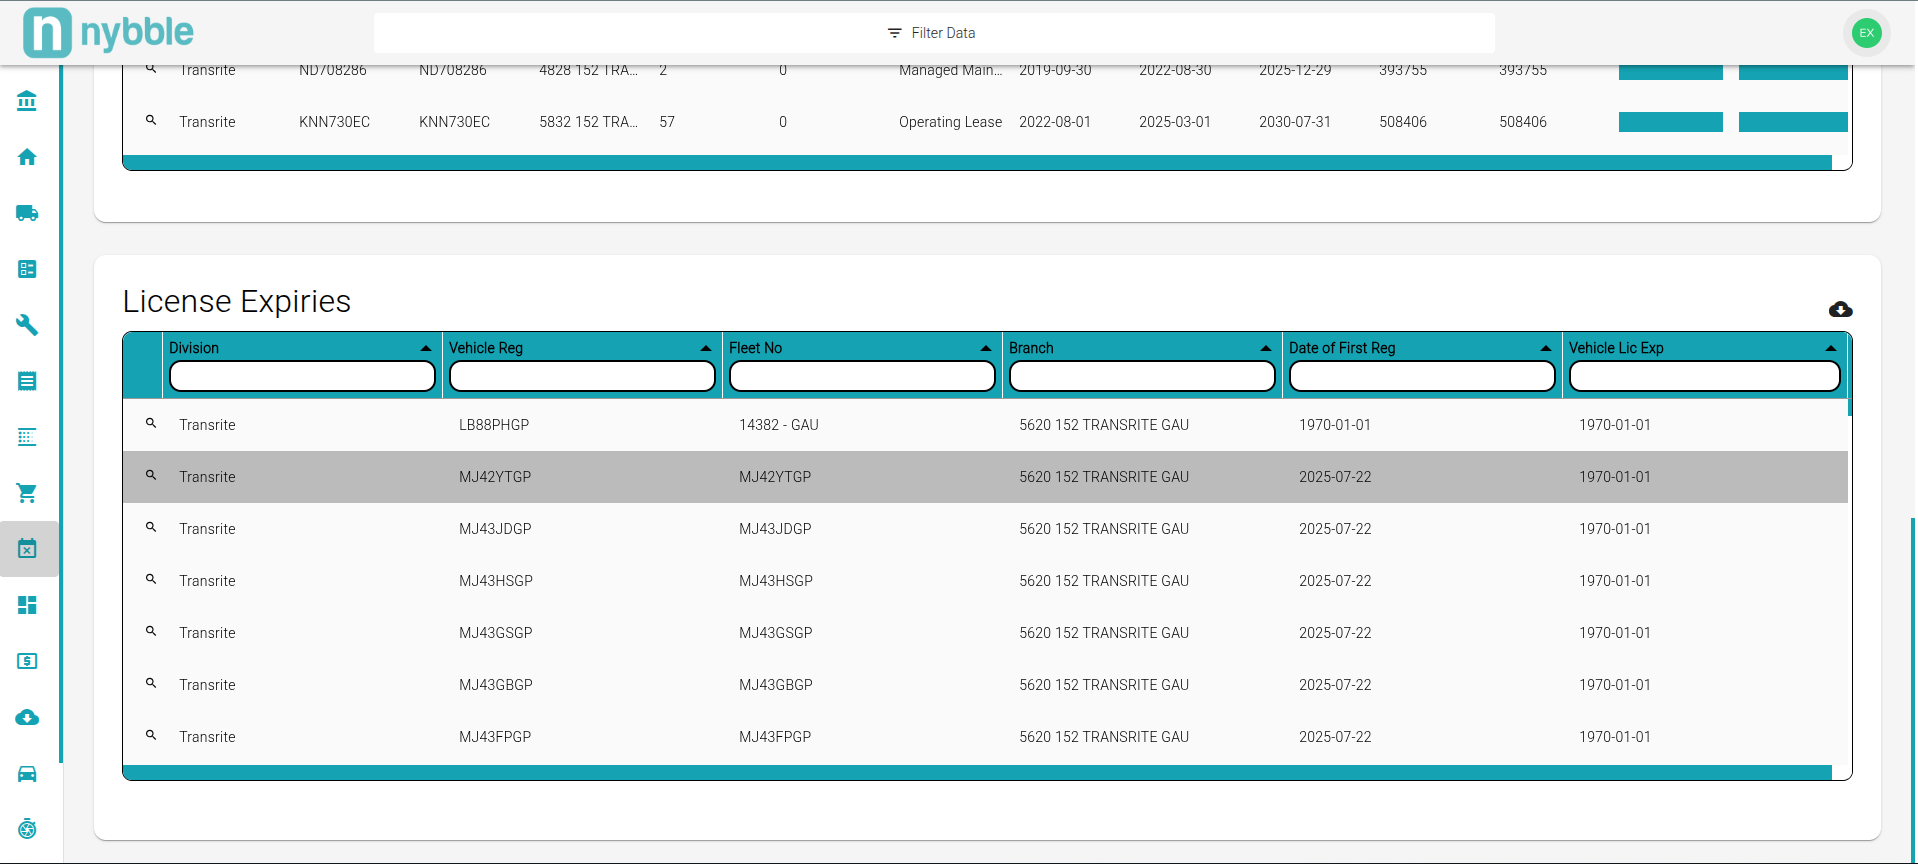 nybble
Filter Data
EX
Transrite ND708286 ND708286 4828 152 TRA... 2 0 Managed Main... 2019-09-30 2022-08-30 2025-12-29 393755 393755
Transrite KNN730EC KNN730EC 5832 152 TRA... 57 0 Operating Lease 2022-08-01 2025-03-01 2030-07-31 508406 508406
License Expiries
Division Vehicle Reg Fleet No Branch Date of First Reg Vehicle Lic Exp
Transrite LB88PHGP 14382 - GAU 5620 152 TRANSRITE GAU 1970-01-01 1970-01-01
Transrite MJ42YTGP MJ42YTGP 5620 152 TRANSRITE GAU 2025-07-22 1970-01-01
Transrite MJ43JDGP MJ43JDGP 5620 152 TRANSRITE GAU 2025-07-22 1970-01-01
Transrite MJ43HSGP MJ43HSGP 5620 152 TRANSRITE GAU 2025-07-22 1970-01-01
Transrite MJ43GSGP MJ43GSGP 5620 152 TRANSRITE GAU 2025-07-22 1970-01-01
Transrite MJ43GBGP MJ43GBGP 5620 152 TRANSRITE GAU 2025-07-22 1970-01-01
Transrite MJ43FPGP MJ43FPGP 5620 152 TRANSRITE GAU 2025-07-22 1970-01-01